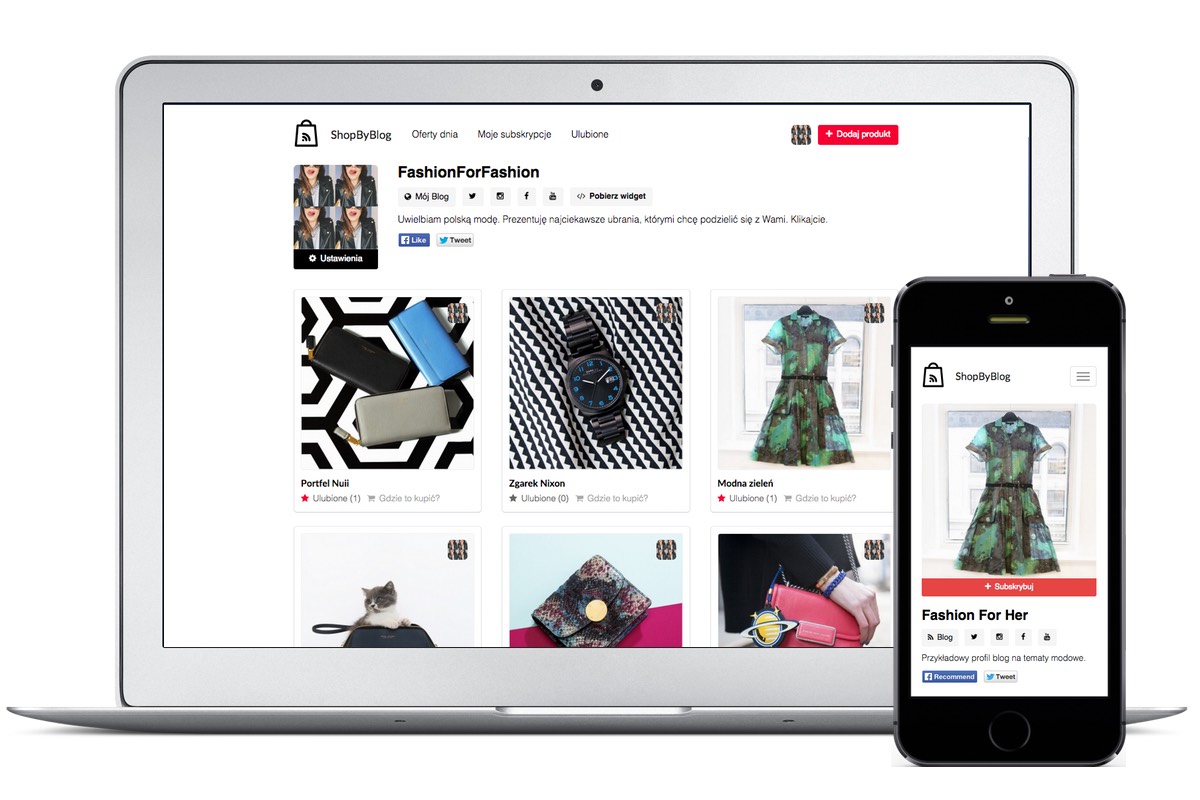 ShopByBlog Oferty dnia Moje subskrypcje Ulubione + Dodaj produkt
FashionForFashion
Mój Blog </> Pobierz widget
Uwielbiam polską modę. Prezentuję najciekawsze ubrania, którymi chcę podzielić się z Wami. Klikajcie.
Like Tweet
Ustawienia
Portfel Nuii
Ulubione (1) Gdzie to kupić?
Zgarek Nixon
Ulubione (0) Gdzie to kupić?
Modna zieleń
Ulubione (1) Gdzie to kupić?
ShopByBlog
+ Subskrybuj
Fashion For Her
Blog
Przykładowy profil blog na tematy modowe.
Recommend Tweet